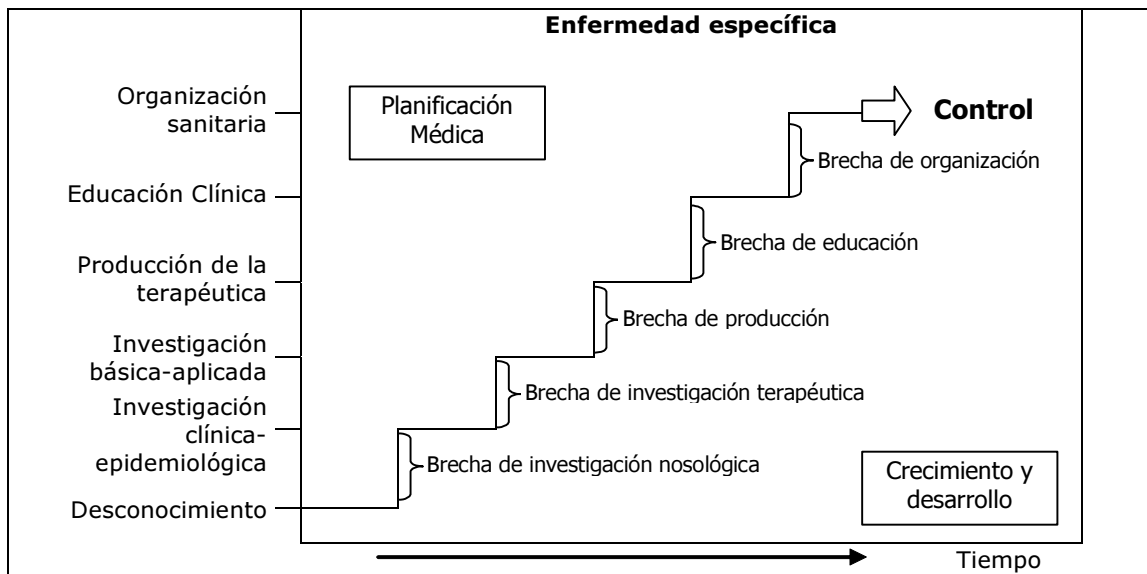 Enfermedad específica
Organización
sanitaria
Planificación
Médica
Control
Brecha de organización
Educación Clínica
Brecha de educación
Producción de la
terapéutica
Brecha de producción
Investigación
básica-aplicada
Brecha de investigación terapéutica
Investigación
clínica-
epidemiológica
Brecha de investigación nosológica
Crecimiento y
desarrollo
Desconocimiento
Tiempo